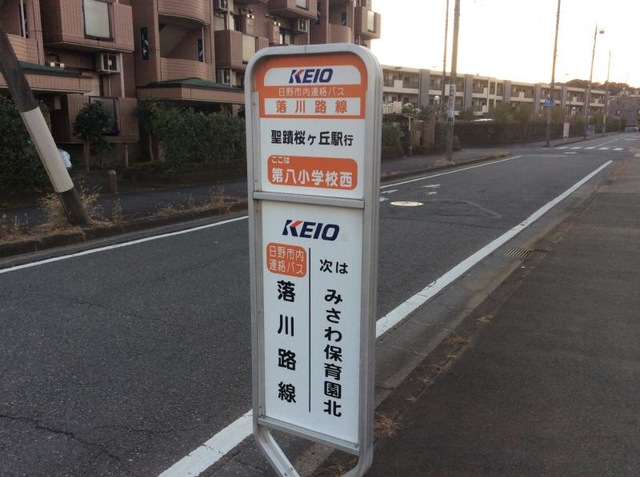 KEIO
日野市内連絡バス
落川路線
聖蹟桜ヶ丘駅行
ここは
第八小学校西
KEIO
日野市内
連絡バス
落川路線
次は みさわ保育園北